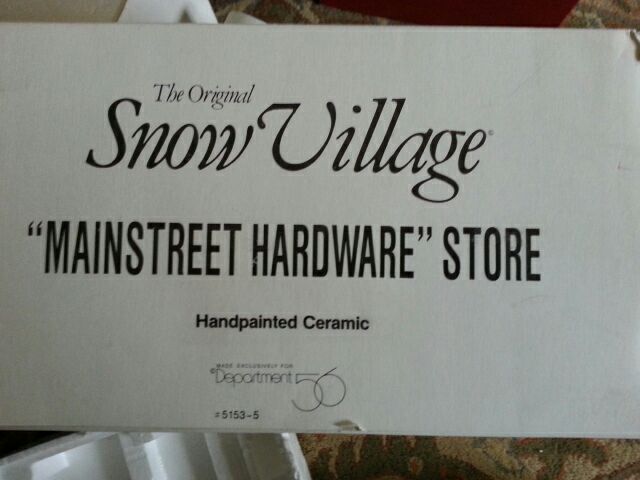 The Original
Snow Village®
“MAINSTREET HARDWARE” STORE
Handpainted Ceramic
MADE EXCLUSIVELY FOR
©Department 56
#5153-5